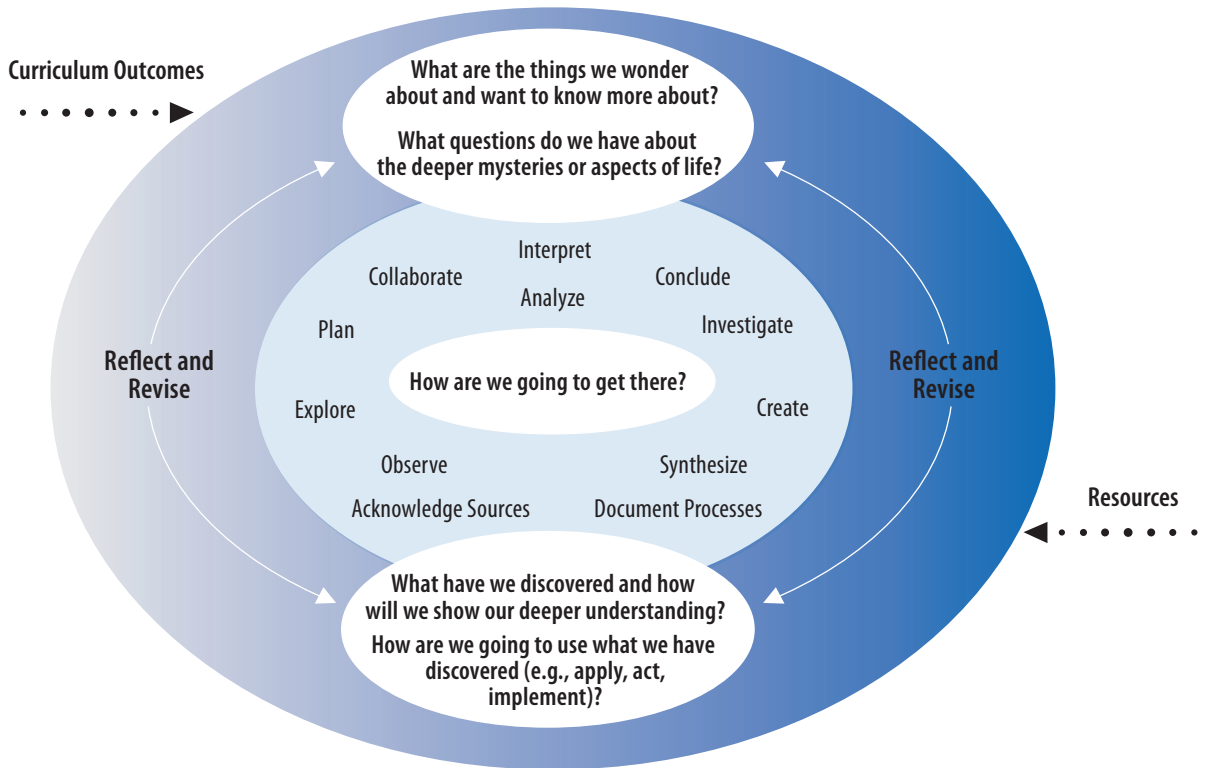 Curriculum Outcomes
What are the things we wonder
about and want to know more about?
What questions do we have about
the deeper mysteries or aspects of life?
Interpret
Collaborate
Conclude
Analyze
Plan
Investigate
Reflect and
Revise
How are we going to get there?
Reflect and
Revise
Explore
Create
Observe
Synthesize
Acknowledge Sources
Document Processes
Resources
What have we discovered and how
will we show our deeper understanding?
How are we going to use what we have
discovered (e.g., apply, act,
implement)?